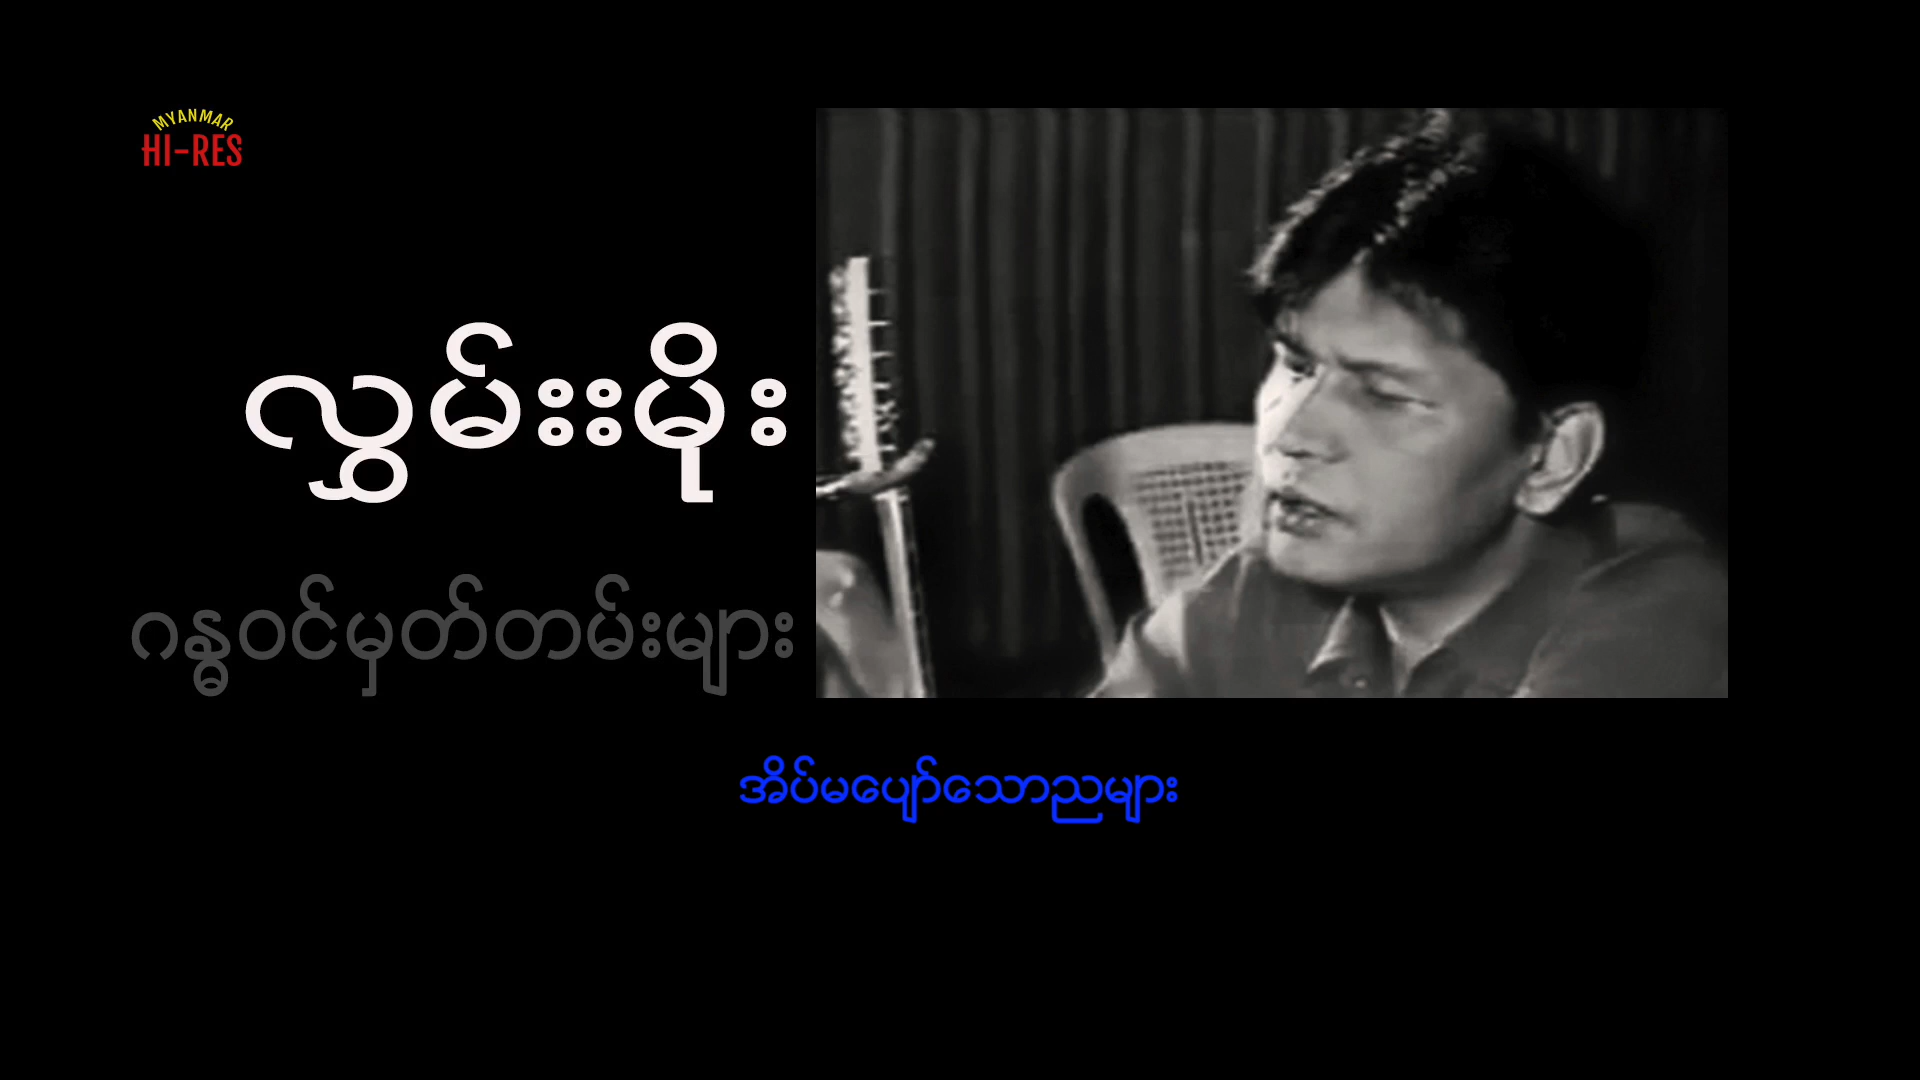 MYANMAR
HI-RES
လွှမ်းးမိုး
ဂန္ဓဝင်မှတ်တမ်းများ
အိပ်မပျော်သောညများ